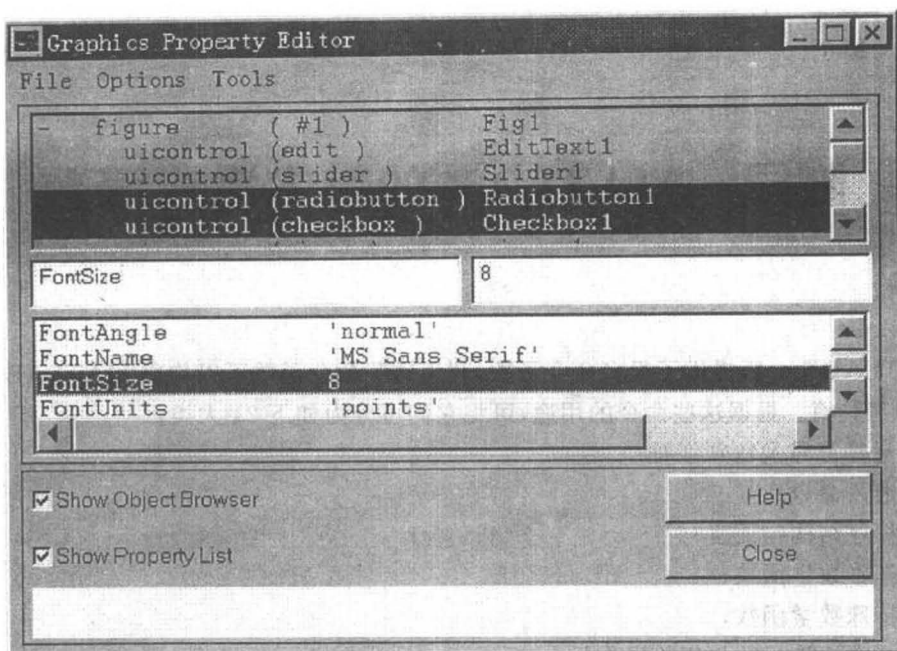 Graphics Property Editor
File Options Tools
- figure ( #1 ) Fig1
uicontrol (edit ) EditText1
uicontrol (slider ) Slider1
uicontrol (radiobutton ) Radiobutton1
uicontrol (checkbox ) Checkbox1
FontSize 8
FontAngle 'normal'
FontName 'MS Sans Serif'
FontSize 8
FontUnits 'points'
Show Object Browser Help
Show Property List Close